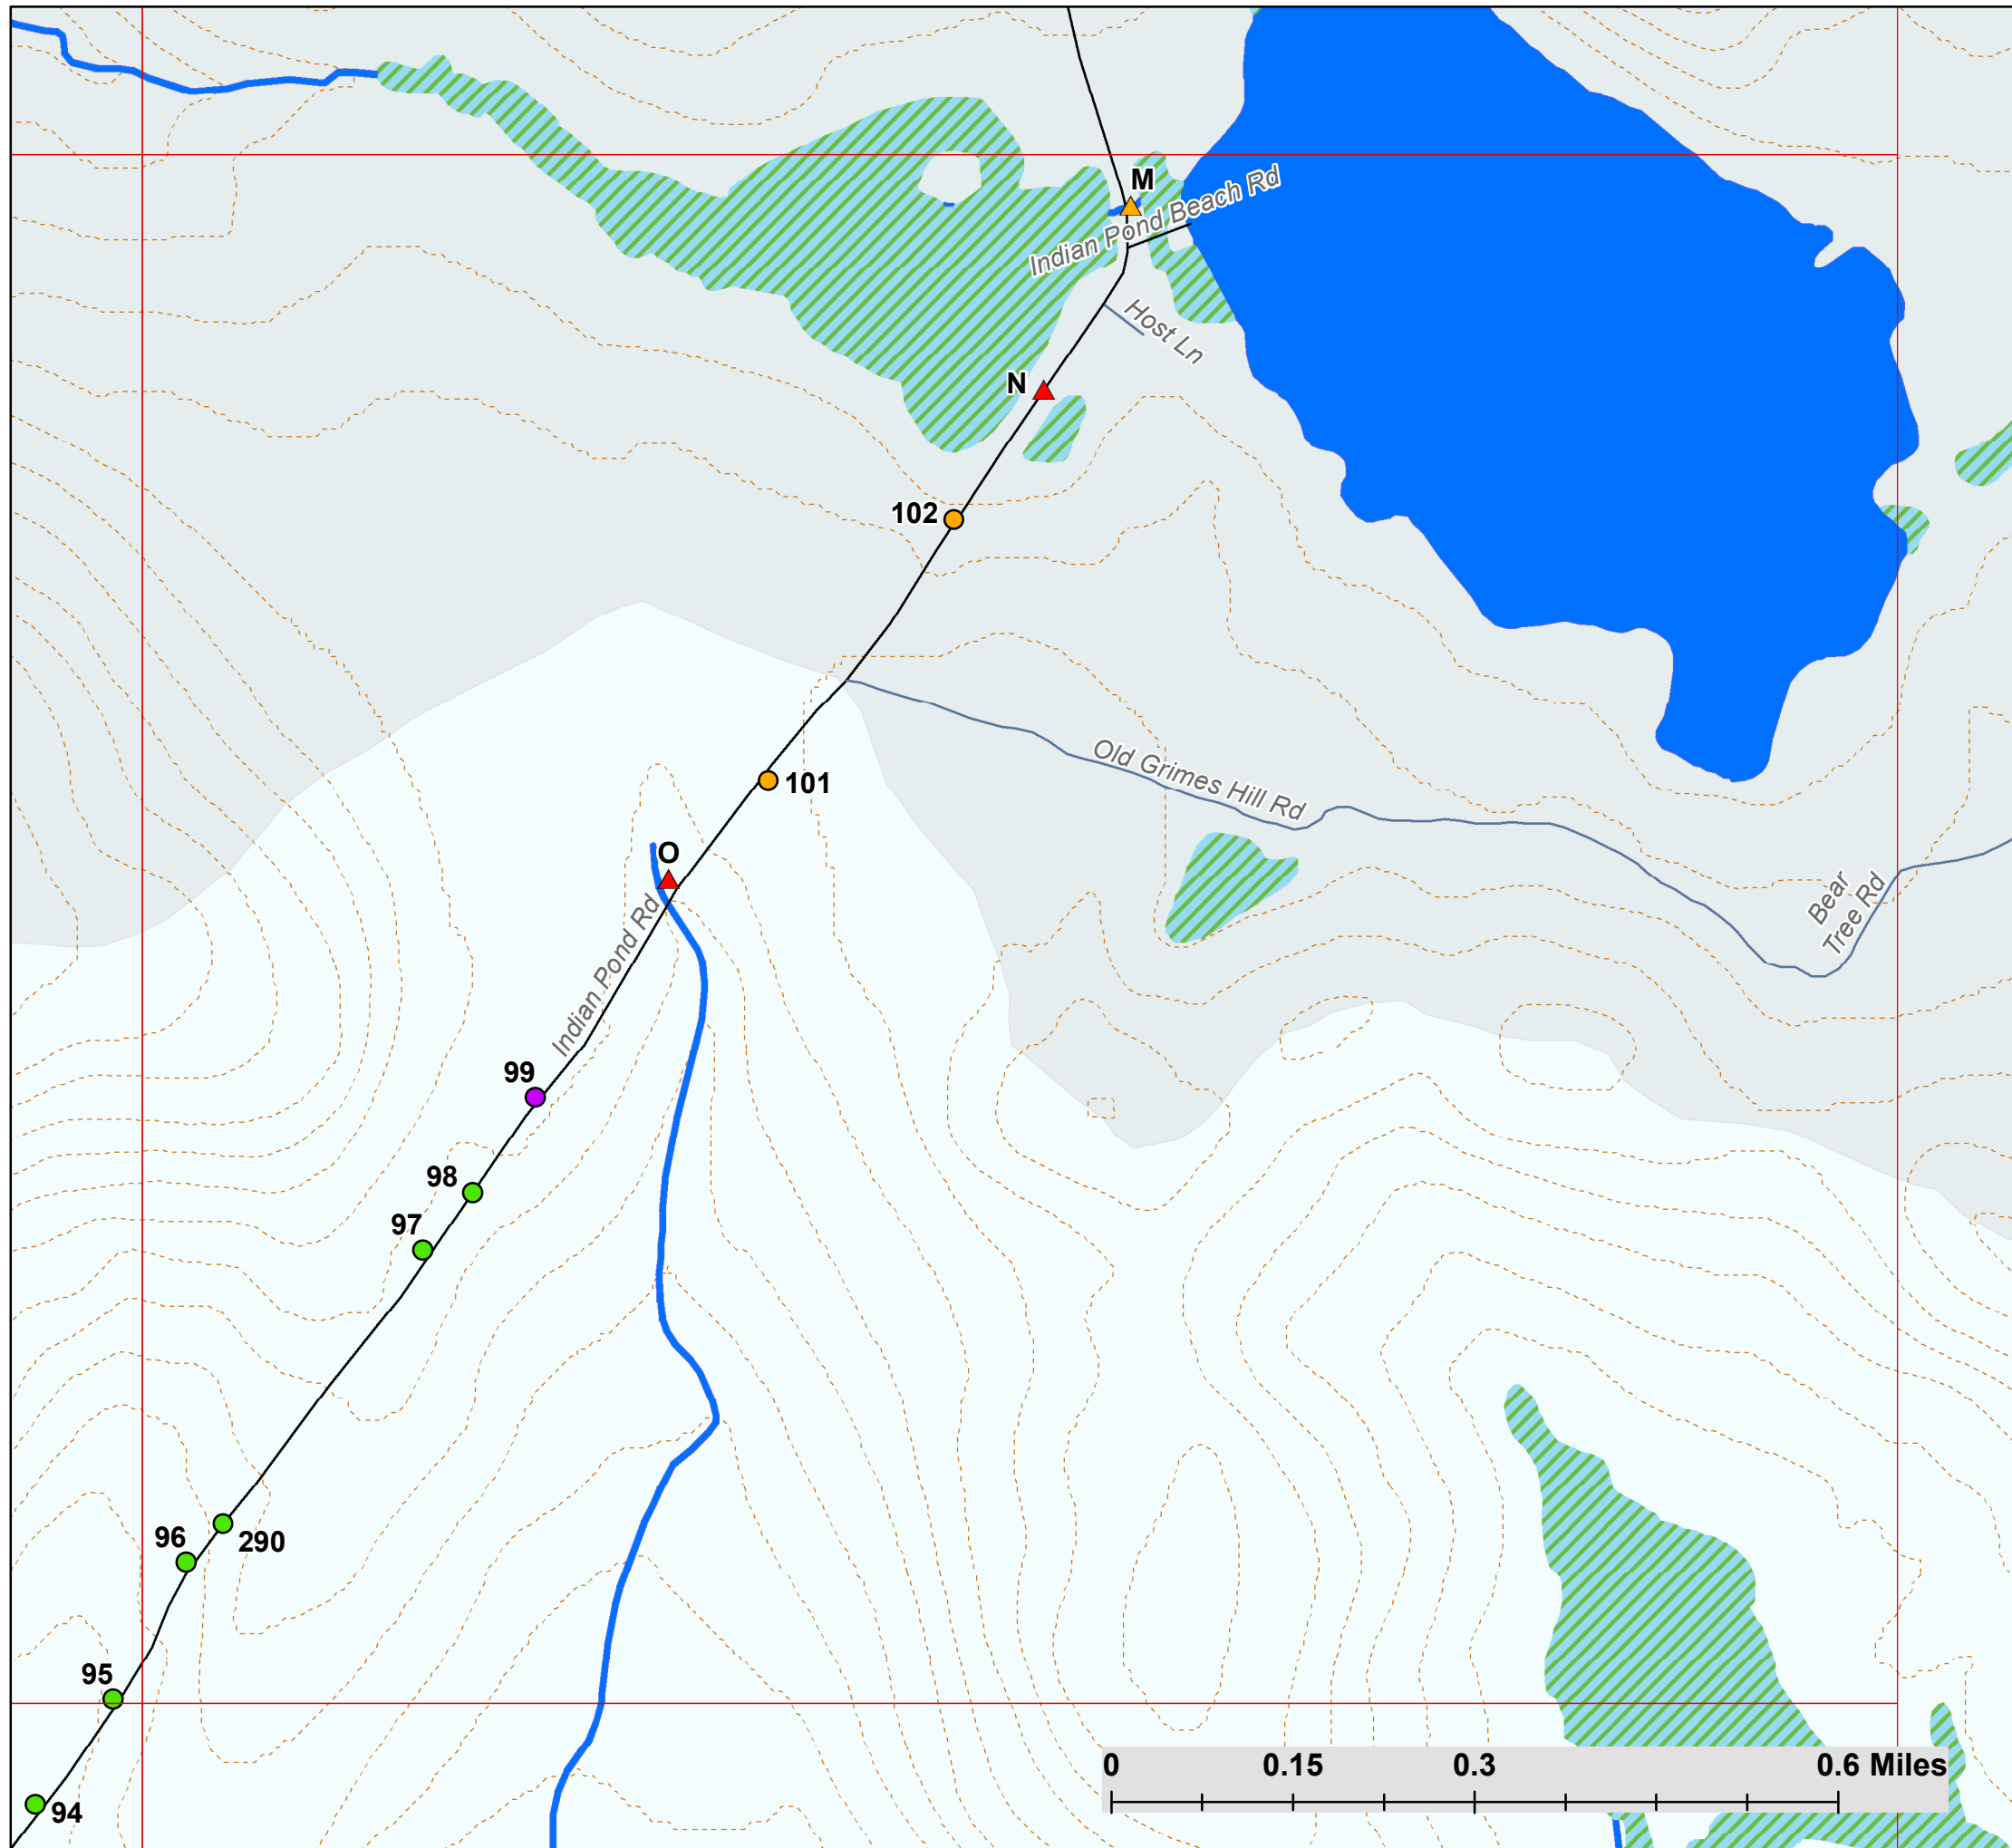 M
Indian Pond Beach Rd
Host Ln
N
102
101
Old Grimes Hill Rd
O
Indian Pond Rd
Bear
Tree Rd
99
98
97
96
290
95
94
0 0.15 0.3 0.6 Miles